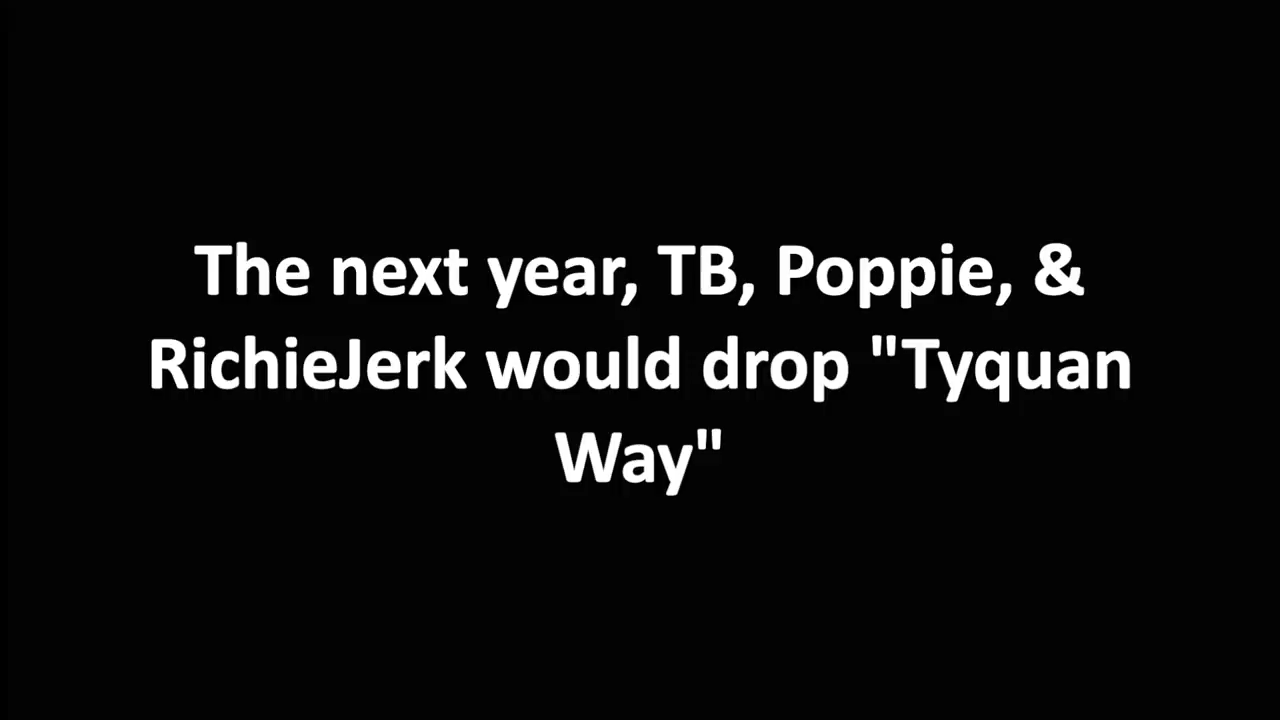 The next year, TB, Poppie, &
RichieJerk would drop "Tyquan
Way"